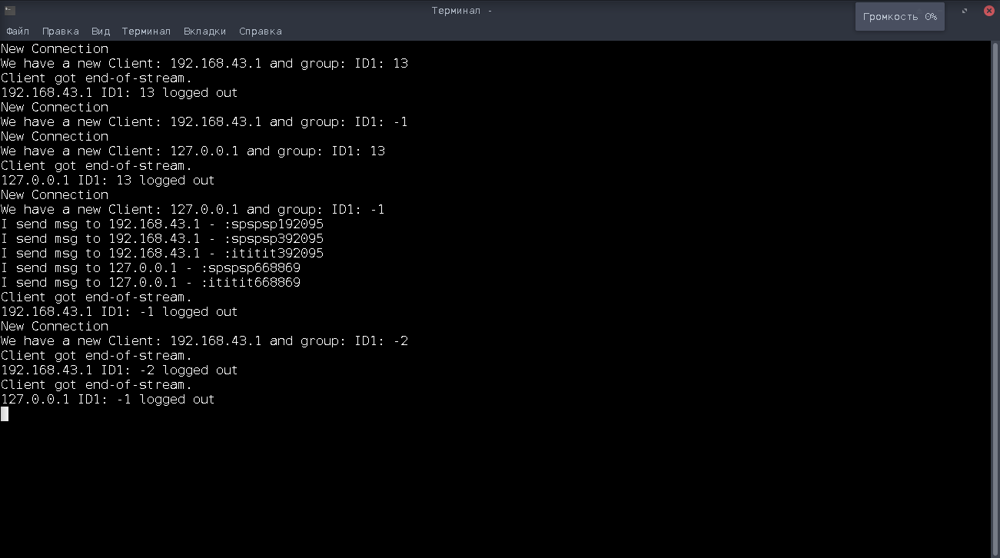 Терминал -
Громкость 0%
Файл Правка Вид Терминал Вкладки Справка
New Connection
We have a new Client: 192.168.43.1 and group: ID1: 13
Client got end-of-stream.
192.168.43.1 ID1: 13 logged out
New Connection
We have a new Client: 192.168.43.1 and group: ID1: -1
New Connection
We have a new Client: 127.0.0.1 and group: ID1: 13
Client got end-of-stream.
127.0.0.1 ID1: 13 logged out
New Connection
We have a new Client: 127.0.0.1 and group: ID1: -1
I send msg to 192.168.43.1 - :spspsp192095
I send msg to 192.168.43.1 - :spspsp392095
I send msg to 192.168.43.1 - :ititit392095
I send msg to 127.0.0.1 - :spspsp668869
I send msg to 127.0.0.1 - :ititit668869
Client got end-of-stream.
192.168.43.1 ID1: -1 logged out
New Connection
We have a new Client: 192.168.43.1 and group: ID1: -2
Client got end-of-stream.
192.168.43.1 ID1: -2 logged out
Client got end-of-stream.
127.0.0.1 ID1: -1 logged out